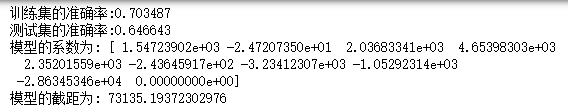 训练集的准确率:0.703487
测试集的准确率:0.646643
模型的系数为: [ 1.54723902e+03 -2.47207350e+01  2.03683341e+03  4.65398303e+03
  2.35201559e+03 -2.43645917e+02 -3.23412307e+03 -1.05292314e+03
 -2.86345346e+04  0.00000000e+00]
模型的截距为: 73135.19372302976